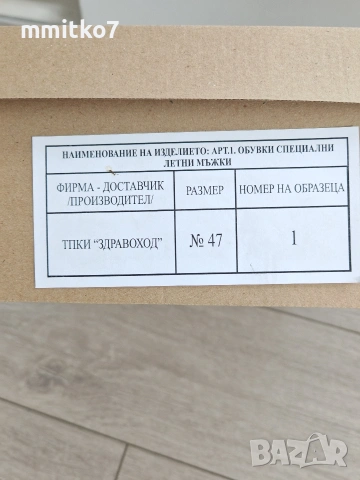 mmitko7
НАИМЕНОВАНИЕ НА ИЗДЕЛИЕТО: АРТ.1. ОБУВКИ СПЕЦИАЛНИ
ЛЕТНИ МЪЖКИ
ФИРМА - ДОСТАВЧИК
/ПРОИЗВОДИТЕЛ/
РАЗМЕР
НОМЕР НА ОБРАЗЕЦА
ТПКИ “ЗДРАВОХОД”
№ 47
1
BAZAR